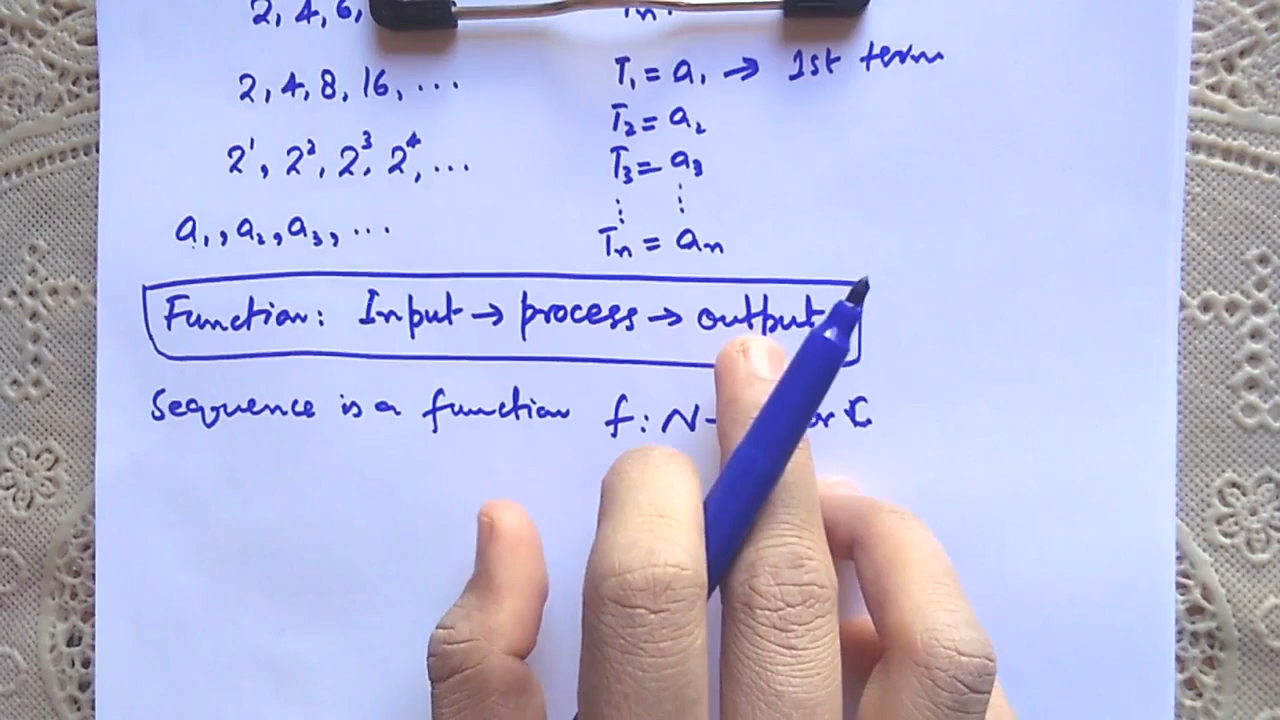 2, 4, 6,
2, 4, 8, 16, ...
2¹, 2², 2³, 2⁴, ...
a₁, a₂, a₃, ...
T₁ = a₁ → 1st term
T₂ = a₂
T₃ = a₃
⋮ ⋮
Tₙ = aₙ
Function: Input → process → output
Sequence is a function f: N or ℂ